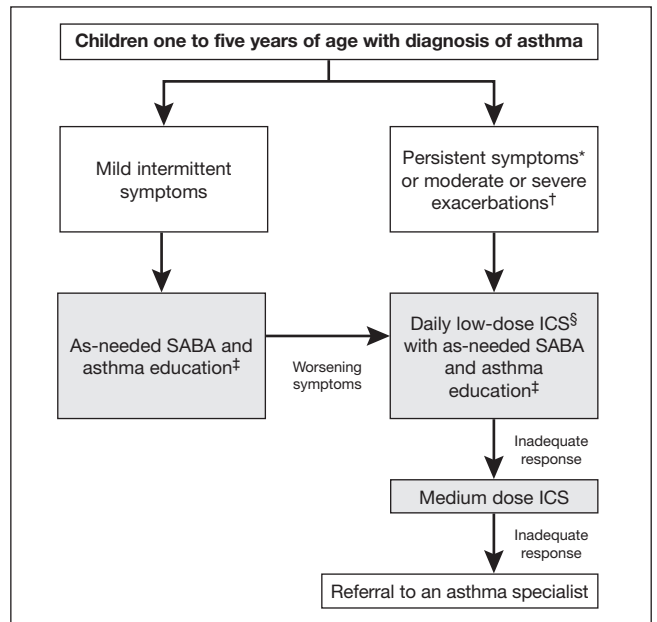 Children one to five years of age with diagnosis of asthma
Mild intermittent
symptoms
Persistent symptoms*
or moderate or severe
exacerbations†
As-needed SABA and
asthma education‡
Worsening
symptoms
Daily low-dose ICS§
with as-needed SABA
and asthma
education‡
Inadequate
response
Medium dose ICS
Inadequate
response
Referral to an asthma specialist